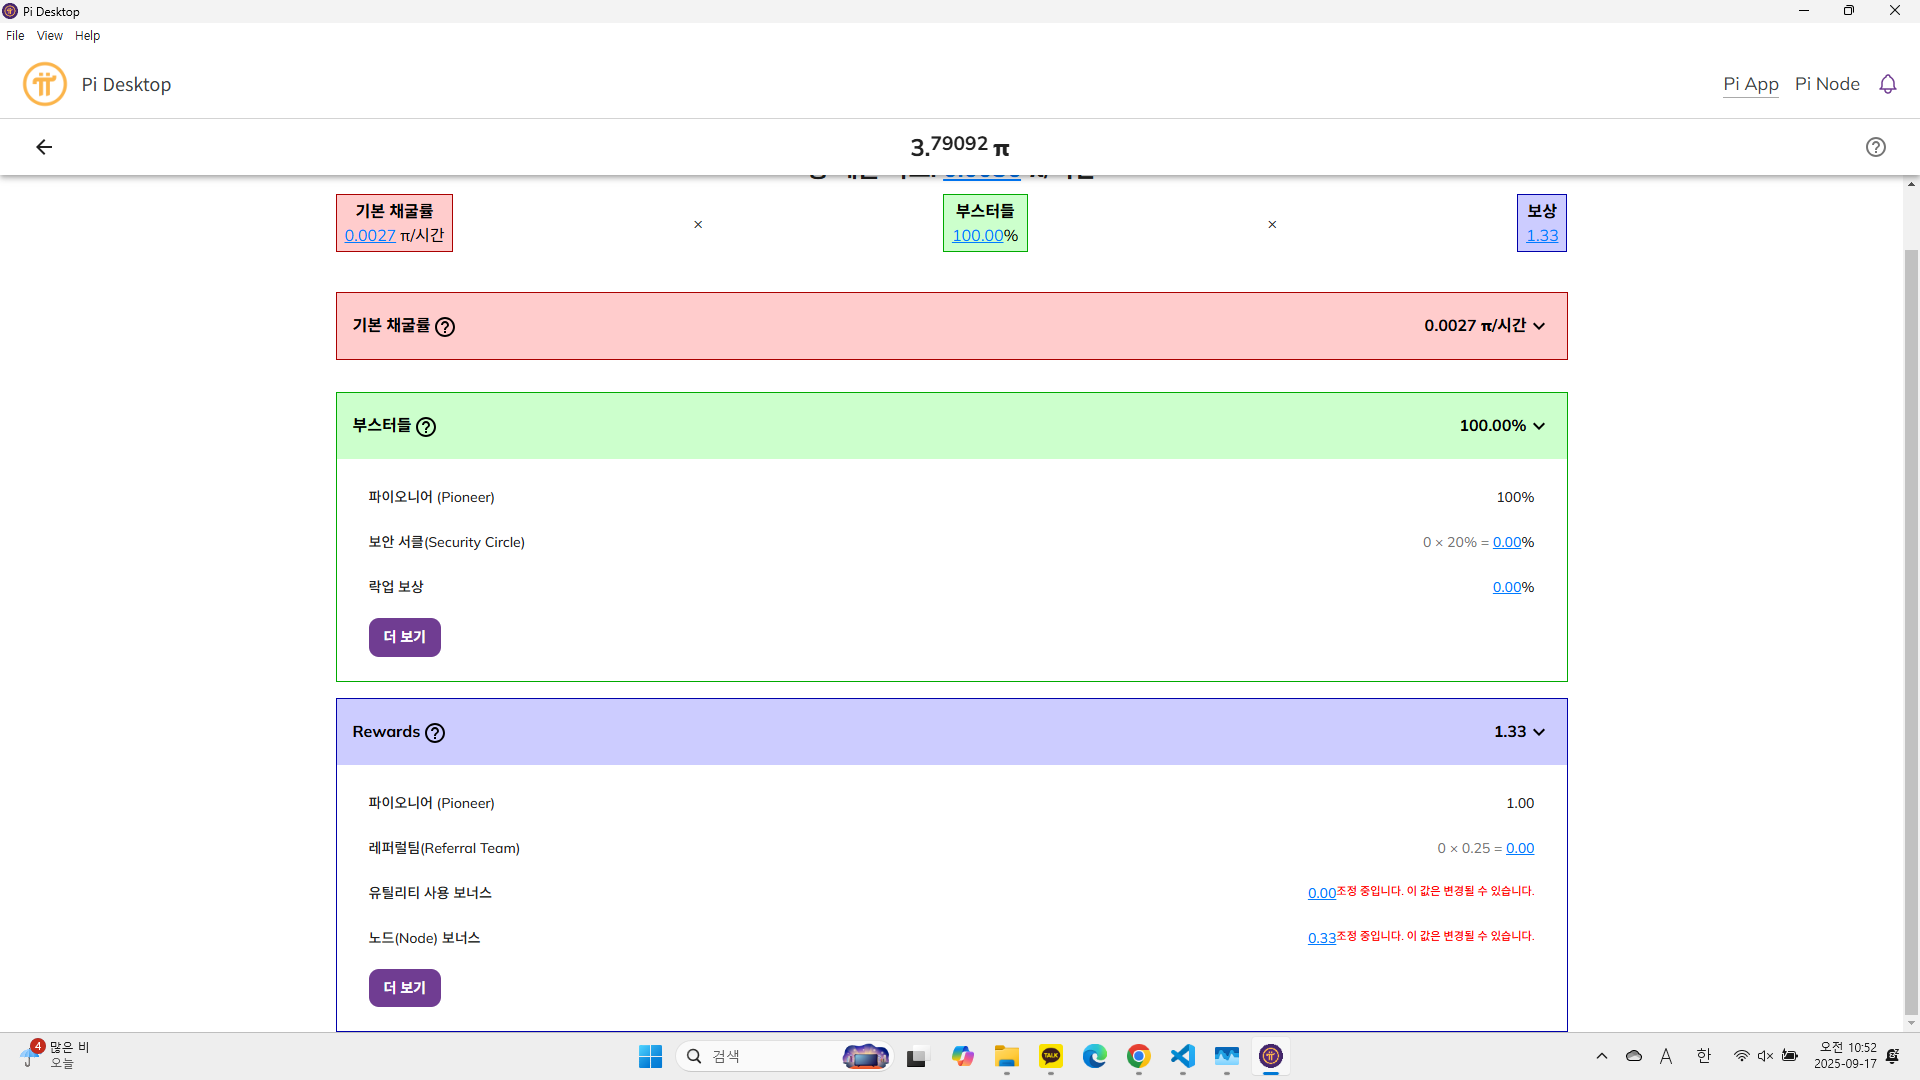 Pi Desktop
File View Help
Pi Desktop
Pi App Pi Node
3.79092 π
기본 채굴률
0.0027 π/시간
×
부스터들
100.00%
×
보상
1.33
기본 채굴률 ?
0.0027 π/시간
부스터들 ?
100.00%
파이오니어 (Pioneer)
100%
보안 서클(Security Circle)
0 × 20% = 0.00%
락업 보상
0.00%
더 보기
Rewards ?
1.33
파이오니어 (Pioneer)
1.00
레퍼럴팀(Referral Team)
0 × 0.25 = 0.00
유틸리티 사용 보너스
0.00조정 중입니다. 이 값은 변경될 수 있습니다.
노드(Node) 보너스
0.33조정 중입니다. 이 값은 변경될 수 있습니다.
더 보기
4
많은 비
오늘
검색
TALK
A 한
오전 10:52
2025-09-17